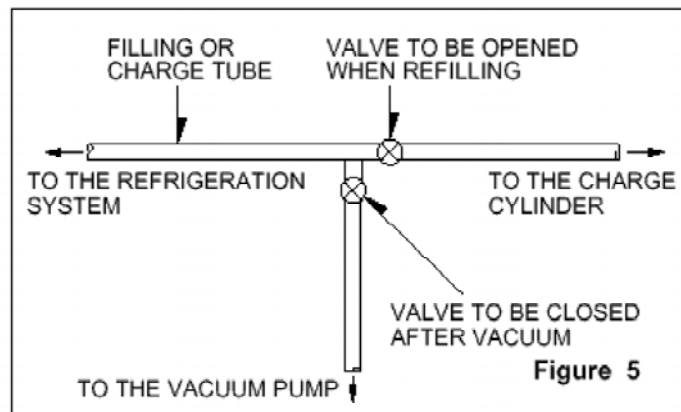 FILLING OR
CHARGE TUBE
VALVE TO BE OPENED
WHEN REFILLING
TO THE REFRIGERATION
SYSTEM
TO THE CHARGE
CYLINDER
VALVE TO BE CLOSED
AFTER VACUUM
Figure 5
TO THE VACUUM PUMP